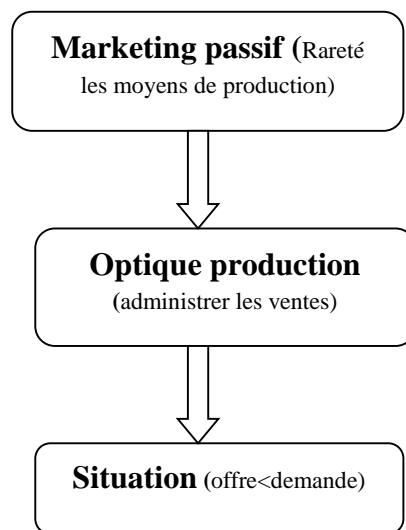 Marketing passif (Rareté
les moyens de production)
Optique production
(administrer les ventes)
Situation (offre<demande)